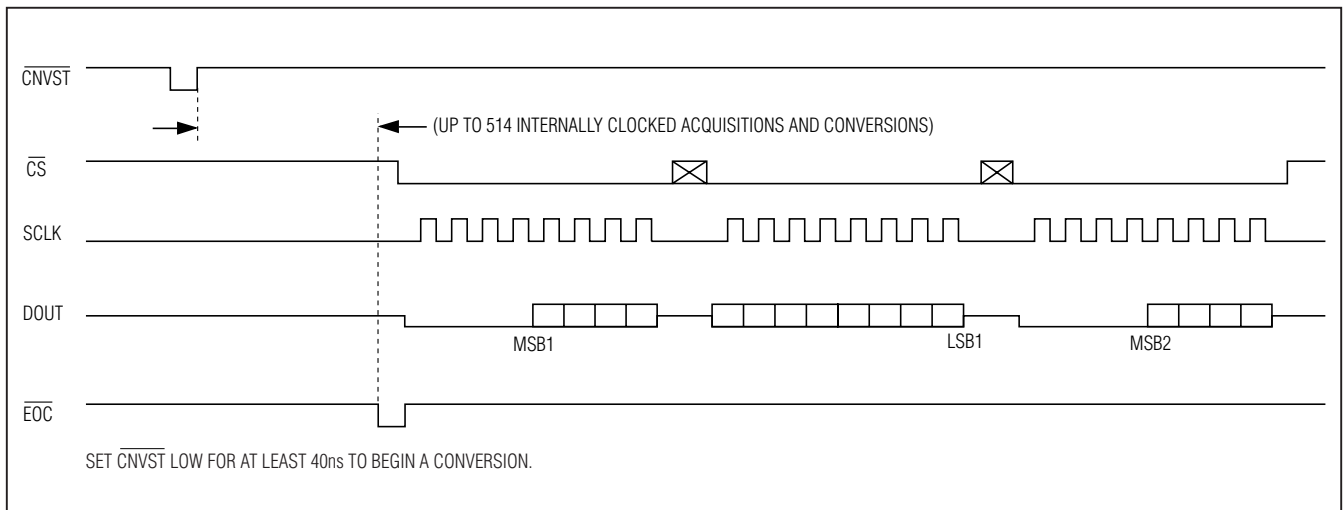 CNVST
(UP TO 514 INTERNALLY CLOCKED ACQUISITIONS AND CONVERSIONS)
CS
SCLK
DOUT
MSB1
LSB1
MSB2
EOC
SET CNVST LOW FOR AT LEAST 40ns TO BEGIN A CONVERSION.